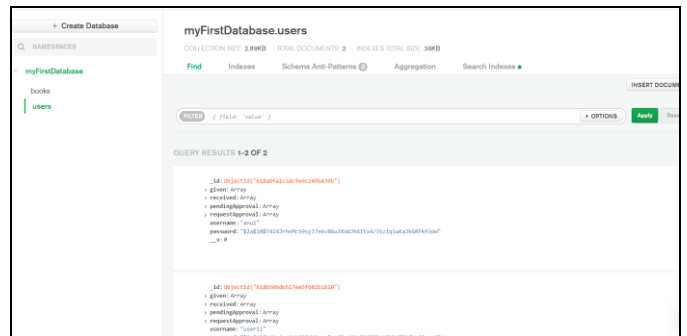 + Create Database
NAMESPACES
myFirstDatabase
books
users
myFirstDatabase.users
COLLECTION SIZE: 2.89KB TOTAL DOCUMENTS: 2 INDEXES TOTAL SIZE: 36KB
Find Indexes Schema Anti-Patterns 0 Aggregation Search Indexes
INSERT DOCUM
FILTER { field: 'value' } OPTIONS Apply
QUERY RESULTS 1-2 OF 2
given: Array
received: Array
pendingApproval: Array
requestApproval: Array
username: "anu1"
password:
__v: 0
given: Array
received: Array
pendingApproval: Array
requestApproval: Array
username: "user11"